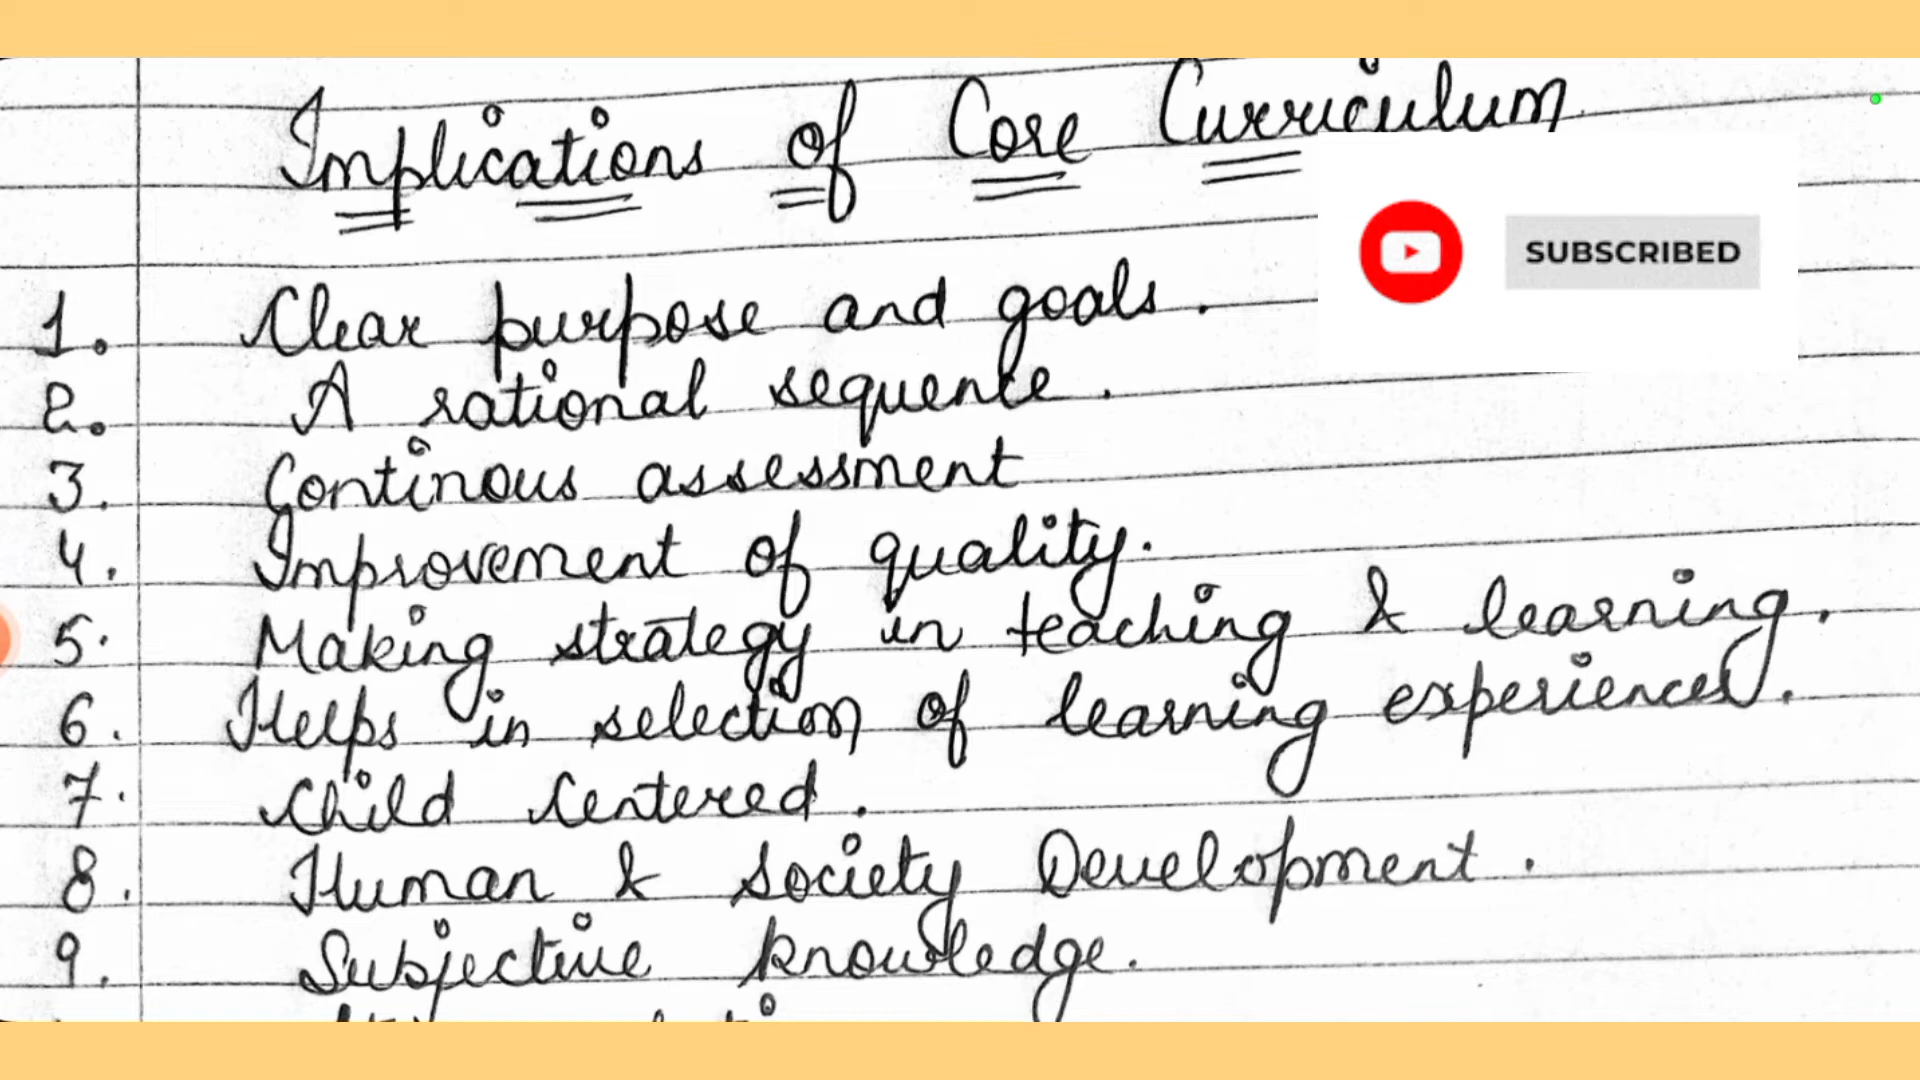 Implications of Core Curriculum
SUBSCRIBED
1. Clear purpose and goals.
2. A rational sequence.
3. Continous assessment
4. Improvement of quality.
5. Making strategy in teaching & learning.
6. Helps in selection of learning experiences.
7. Child Centered.
8. Human & Society Development.
9. Subjective knowledge.